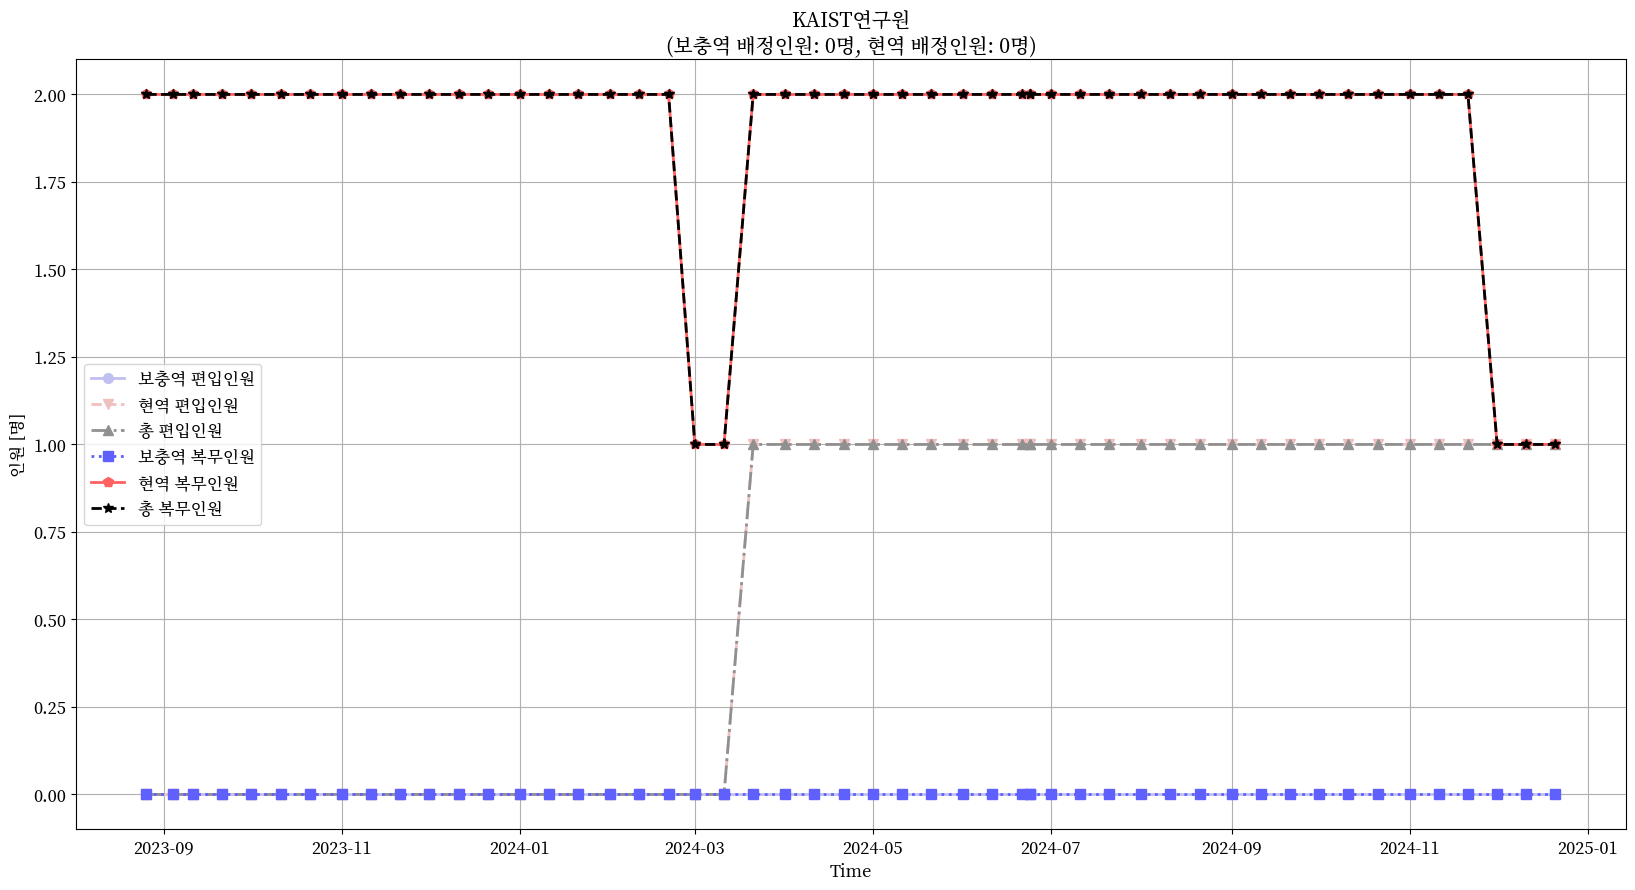 KAIST연구원
(보충역 배정인원: 0명, 현역 배정인원: 0명)
2.00
1.75
1.50
1.25
1.00
0.75
0.50
0.25
0.00
인원 [명]
보충역 편입인원
현역 편입인원
총 편입인원
보충역 복무인원
현역 복무인원
총 복무인원
2023-09
2023-11
2024-01
2024-03
2024-05
2024-07
2024-09
2024-11
2025-01
Time